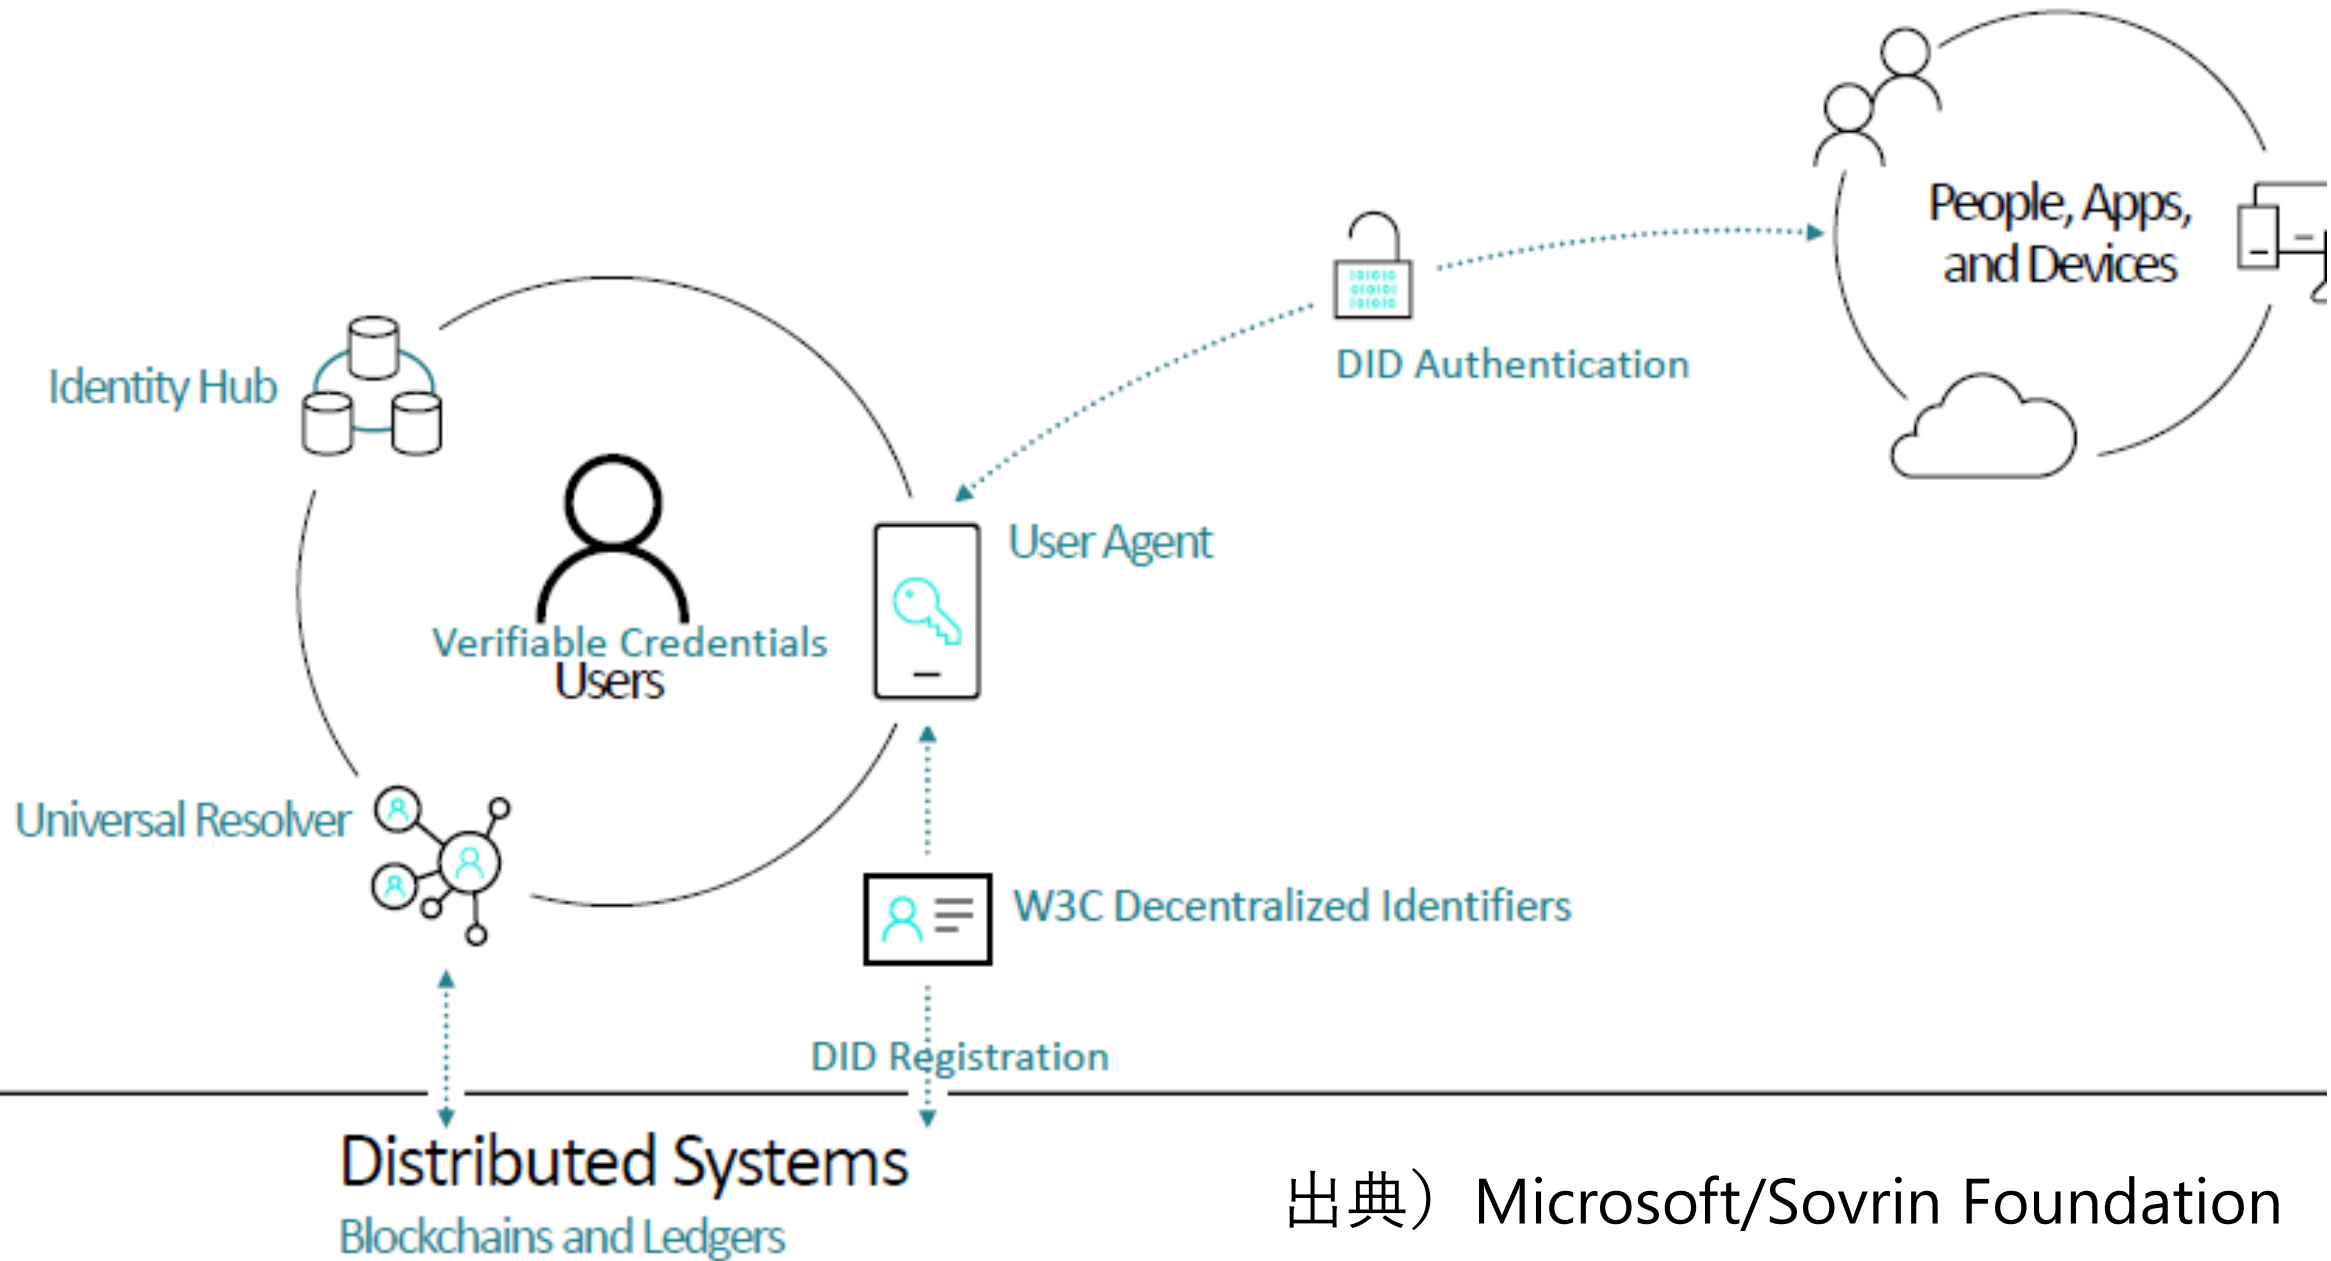 People, Apps,
and Devices
DID Authentication
Identity Hub
User Agent
Verifiable Credentials
Users
Universal Resolver
W3C Decentralized Identifiers
DID Registration
Distributed Systems
Blockchains and Ledgers
出典）Microsoft/Sovrin Foundation